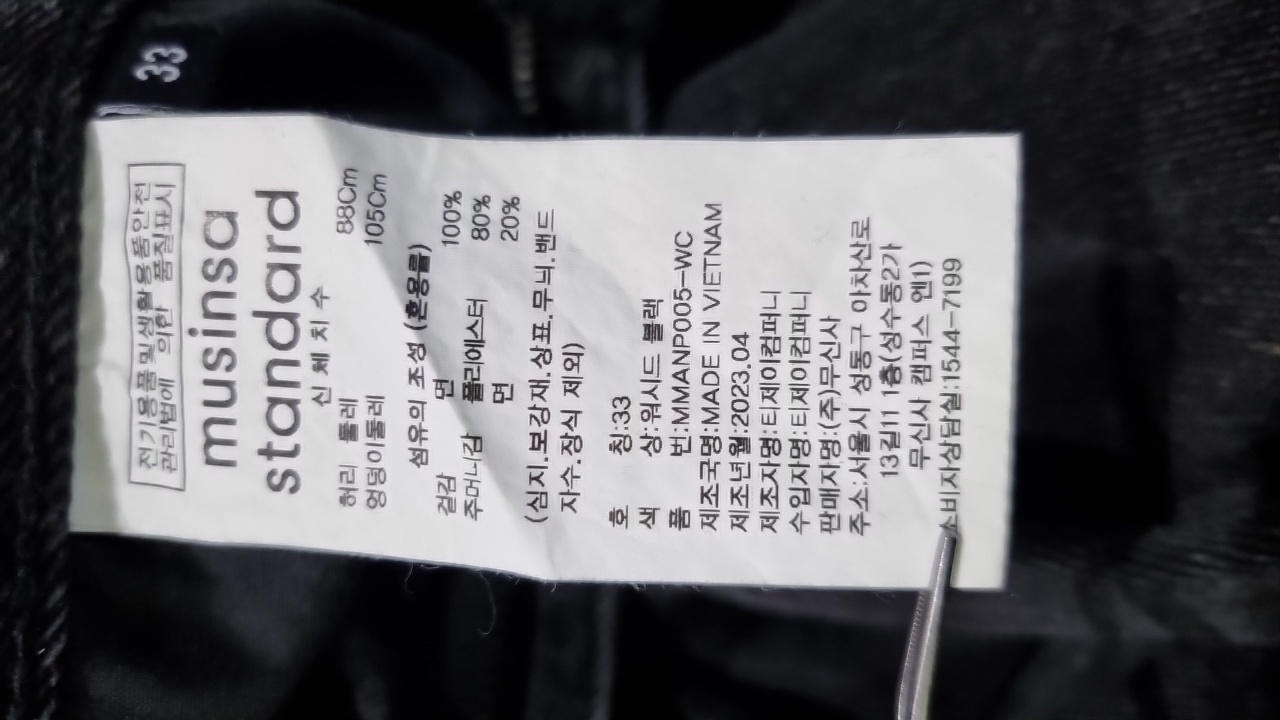 33
전기용품및생활용품안전
관리법에 의한 품질표시
musinsa
standard
신 체 치 수
허리 둘레 88Cm
엉덩이둘레 105Cm
섬유의 조성 (혼용률)
겉감 면 100%
주머니감 폴리에스터 80%
면 20%
(심지.보강재.상표.무늬.밴드
자수.장식 제외)
호 칭:33
색 상:워시드 블랙
품 번:MMANP005-WC
제조국명:MADE IN VIETNAM
제조년월:2023.04
제조자명:티제이컴퍼니
수입자명:티제이컴퍼니
판매자명:(주)무신사
주소:서울시 성동구 아차산로
13길11 1층(성수동2가
무신사 캠퍼스 엔1)
소비자상담실:1544-7199